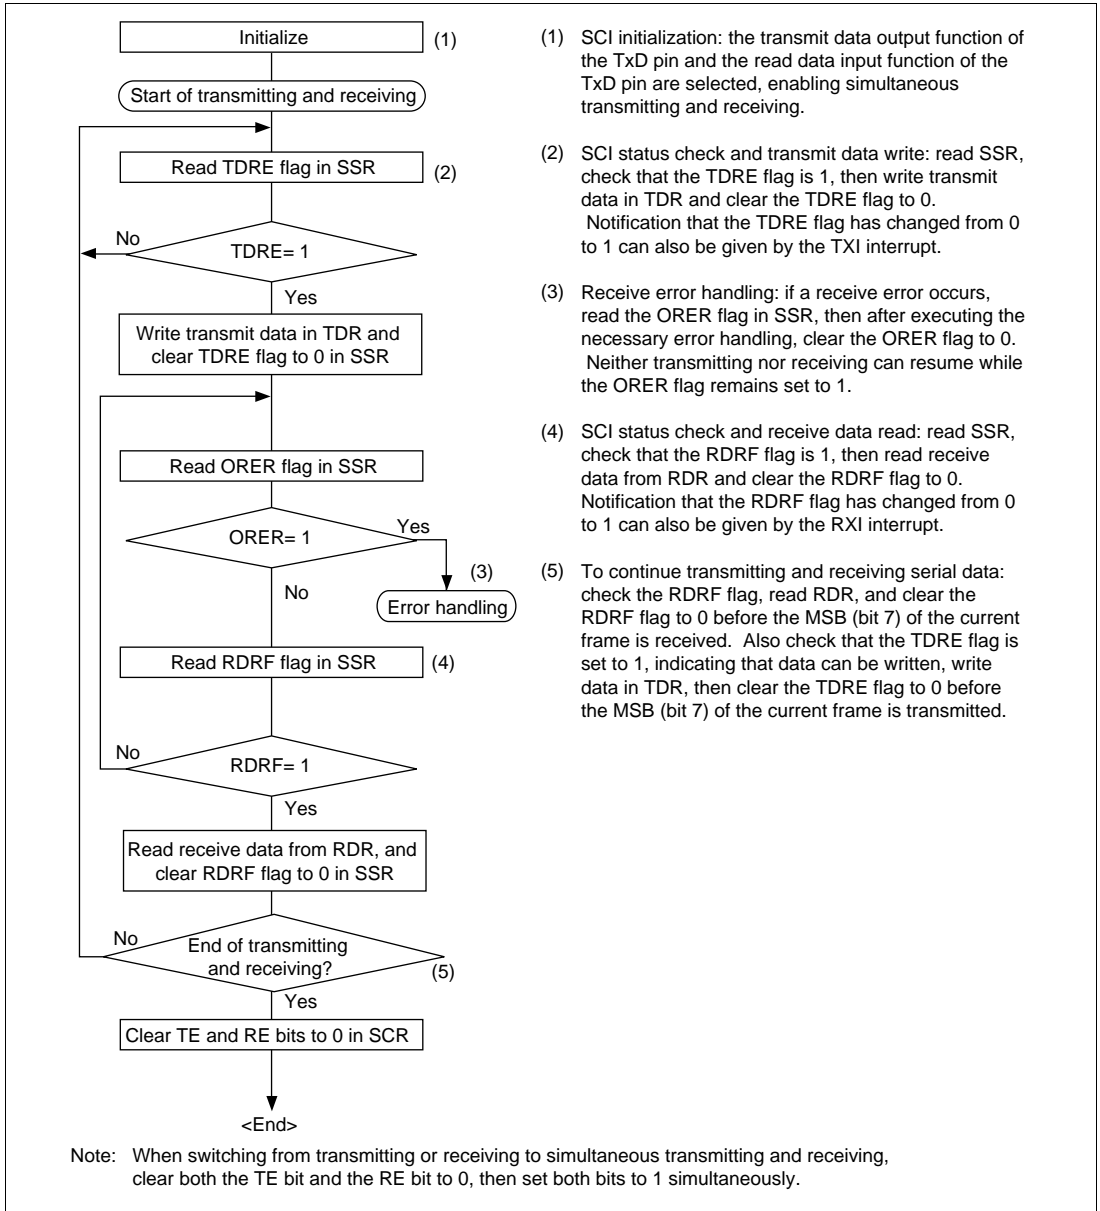 Initialize
(1)
Start of transmitting and receiving
Read TDRE flag in SSR
(2)
No
TDRE= 1
Yes
Write transmit data in TDR and
clear TDRE flag to 0 in SSR
Read ORER flag in SSR
ORER= 1
Yes
(3)
No
Error handling
Read RDRF flag in SSR
(4)
No
RDRF= 1
Yes
Read receive data from RDR, and
clear RDRF flag to 0 in SSR
No
End of transmitting
and receiving?
(5)
Yes
Clear TE and RE bits to 0 in SCR
<End>
(1) SCI initialization: the transmit data output function of
the TxD pin and the read data input function of the
TxD pin are selected, enabling simultaneous
transmitting and receiving.
(2) SCI status check and transmit data write: read SSR,
check that the TDRE flag is 1, then write transmit
data in TDR and clear the TDRE flag to 0.
Notification that the TDRE flag has changed from 0
to 1 can also be given by the TXI interrupt.
(3) Receive error handling: if a receive error occurs,
read the ORER flag in SSR, then after executing the
necessary error handling, clear the ORER flag to 0.
Neither transmitting nor receiving can resume while
the ORER flag remains set to 1.
(4) SCI status check and receive data read: read SSR,
check that the RDRF flag is 1, then read receive
data from RDR and clear the RDRF flag to 0.
Notification that the RDRF flag has changed from 0
to 1 can also be given by the RXI interrupt.
(5) To continue transmitting and receiving serial data:
check the RDRF flag, read RDR, and clear the
RDRF flag to 0 before the MSB (bit 7) of the current
frame is received. Also check that the TDRE flag is
set to 1, indicating that data can be written, write
data in TDR, then clear the TDRE flag to 0 before
the MSB (bit 7) of the current frame is transmitted.
Note: When switching from transmitting or receiving to simultaneous transmitting and receiving,
clear both the TE bit and the RE bit to 0, then set both bits to 1 simultaneously.